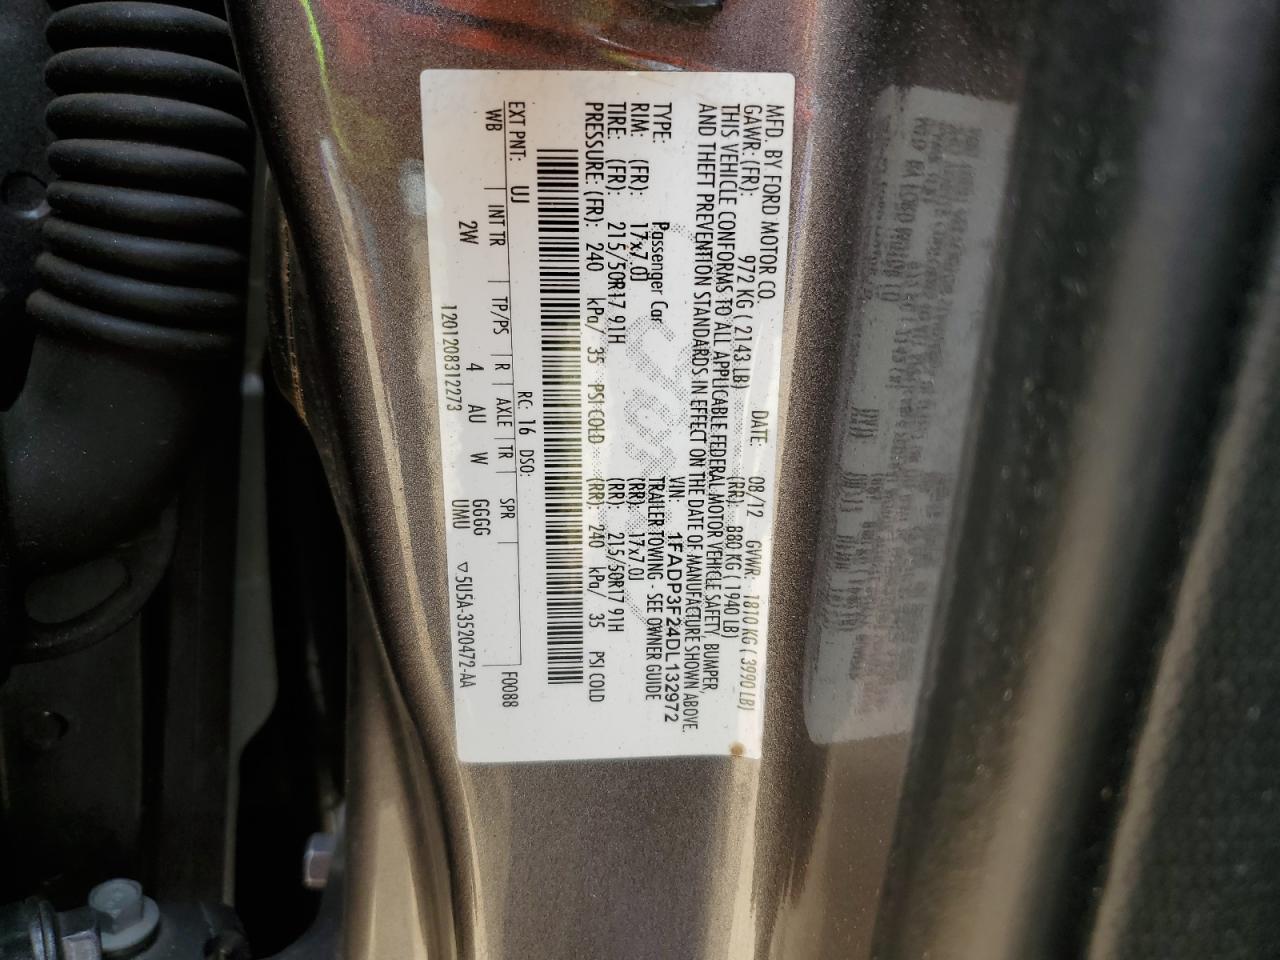 MFD. BY FORD MOTOR CO.
DATE: 08/12 GVWR: 1810 KG ( 3990 LB)
GAWR: (FR): 972 KG ( 2143 LB) (RR): 880 KG ( 1940 LB)
THIS VEHICLE CONFORMS TO ALL APPLICABLE FEDERAL MOTOR VEHICLE SAFETY, BUMPER,
AND THEFT PREVENTION STANDARDS IN EFFECT ON THE DATE OF MANUFACTURE SHOWN ABOVE.
VIN: 1FADP3F24DL132972
TYPE: Passenger Car TRAILER TOWING - SEE OWNER GUIDE
RIM: (FR): 17x7.0J (RR): 17x7.0J
TIRE: (FR): 215/50R17 91H (RR): 215/50R17 91H
PRESSURE: (FR): 240 kPa/ 35 PSI COLD (RR): 240 kPa/ 35 PSI COLD
RC: 16 DSO:
EXT PNT: UJ F0088
WB INT TR TP/PS R AXLE TR SPR
2W 4 AU W GGGG
UMU ▽5U5A-3520472-AA
1201208312273